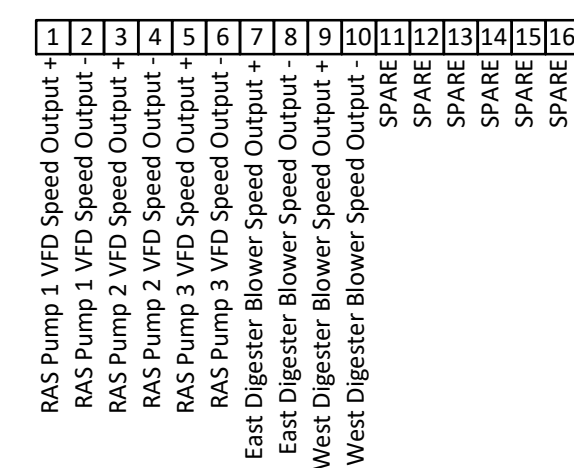 1 2 3 4 5 6 7 8 9 10 11 12 13 14 15 16
RAS Pump 1 VFD Speed Output +
RAS Pump 1 VFD Speed Output -
RAS Pump 2 VFD Speed Output +
RAS Pump 2 VFD Speed Output -
RAS Pump 3 VFD Speed Output +
RAS Pump 3 VFD Speed Output -
East Digester Blower Speed Output +
East Digester Blower Speed Output -
West Digester Blower Speed Output +
West Digester Blower Speed Output -
SPARE
SPARE
SPARE
SPARE
SPARE
SPARE